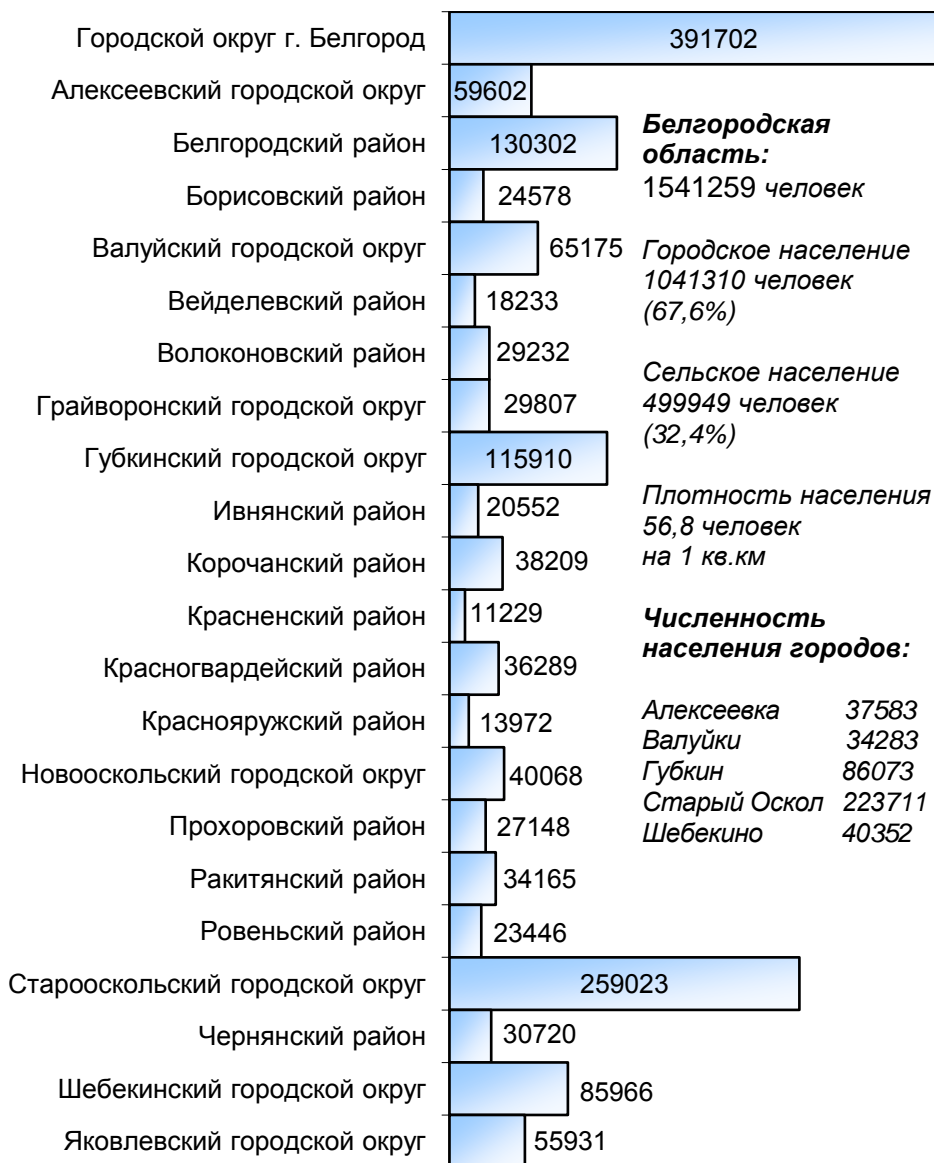 Городской округ г. Белгород 391702
Алексеевский городской округ 59602
Белгородский район 130302
Борисовский район 24578
Валуйский городской округ 65175
Вейделевский район 18233
Волоконовский район 29232
Грайворонский городской округ 29807
Губкинский городской округ 115910
Ивнянский район 20552
Корочанский район 38209
Красненский район 11229
Красногвардейский район 36289
Краснояружский район 13972
Новооскольский городской округ 40068
Прохоровский район 27148
Ракитянский район 34165
Ровеньский район 23446
Старооскольский городской округ 259023
Чернянский район 30720
Шебекинский городской округ 85966
Яковлевский городской округ 55931
Белгородская
область:
1541259 человек
Городское население
1041310 человек
(67,6%)
Сельское население
499949 человек
(32,4%)
Плотность населения
56,8 человек
на 1 кв.км
Численность
населения городов:
Алексеевка 37583
Валуйки 34283
Губкин 86073
Старый Оскол 223711
Шебекино 40352